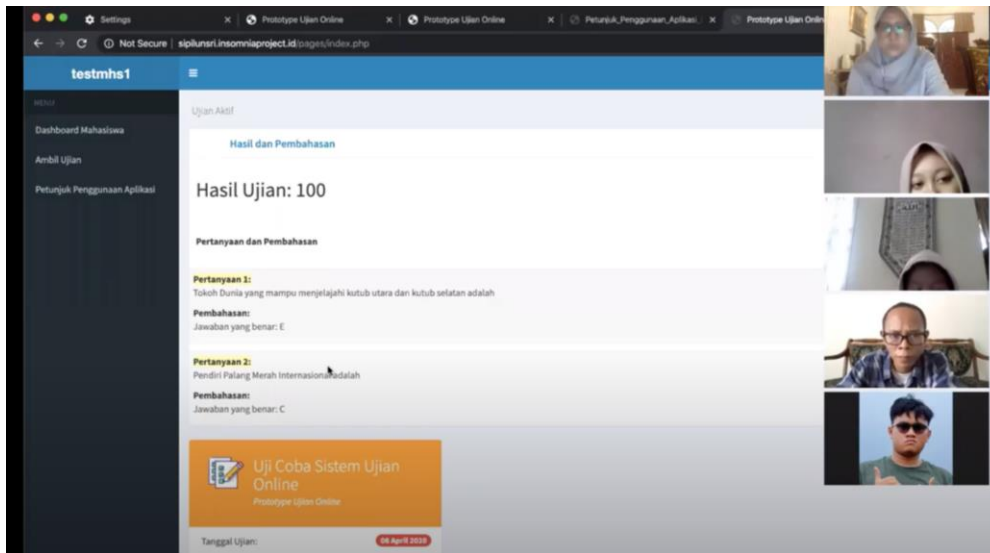 Settings
Prototype Ujian Online
Prototype Ujian Online
Petunjuk_Penggunaan_Aplikasi_
Prototype Ujian Onlin
Not Secure
sipilunsri.insomniaproject.id/pages/index.php
testmhs1
MENU
Ujian Aktif
Dashboard Mahasiswa
Hasil dan Pembahasan
Ambil Ujian
Petunjuk Penggunaan Aplikasi
Hasil Ujian: 100
Pertanyaan dan Pembahasan
Pertanyaan 1:
Tokoh Dunia yang mampu menjelajahi kutub utara dan kutub selatan adalah
Pembahasan:
Jawaban yang benar: E
Pertanyaan 2:
Pendiri Palang Merah Internasional adalah
Pembahasan:
Jawaban yang benar: C
Uji Coba Sistem Ujian
Online
Prototype Ujian Online
Tanggal Ujian:
08 April 2020